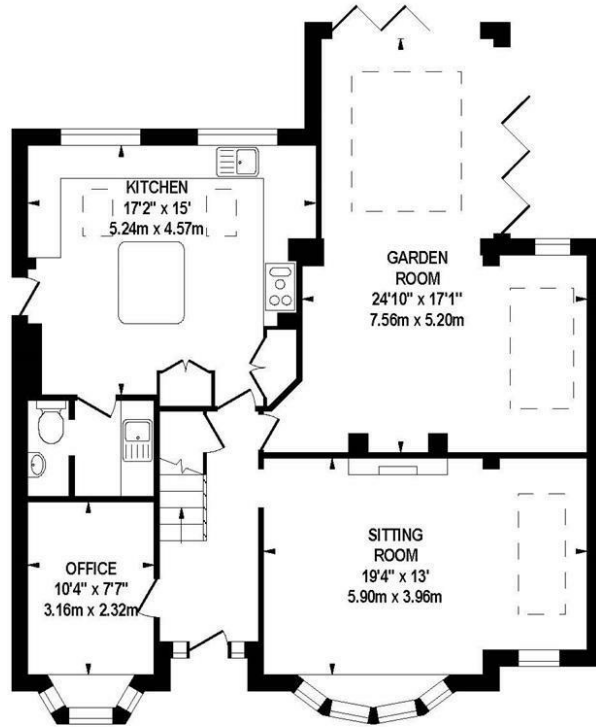 KITCHEN
17'2" x 15'
5.24m x 4.57m
GARDEN
ROOM
24'10" x 17'1"
7.56m x 5.20m
SITTING
ROOM
19'4" x 13'
5.90m x 3.96m
OFFICE
10'4" x 7'7"
3.16m x 2.32m